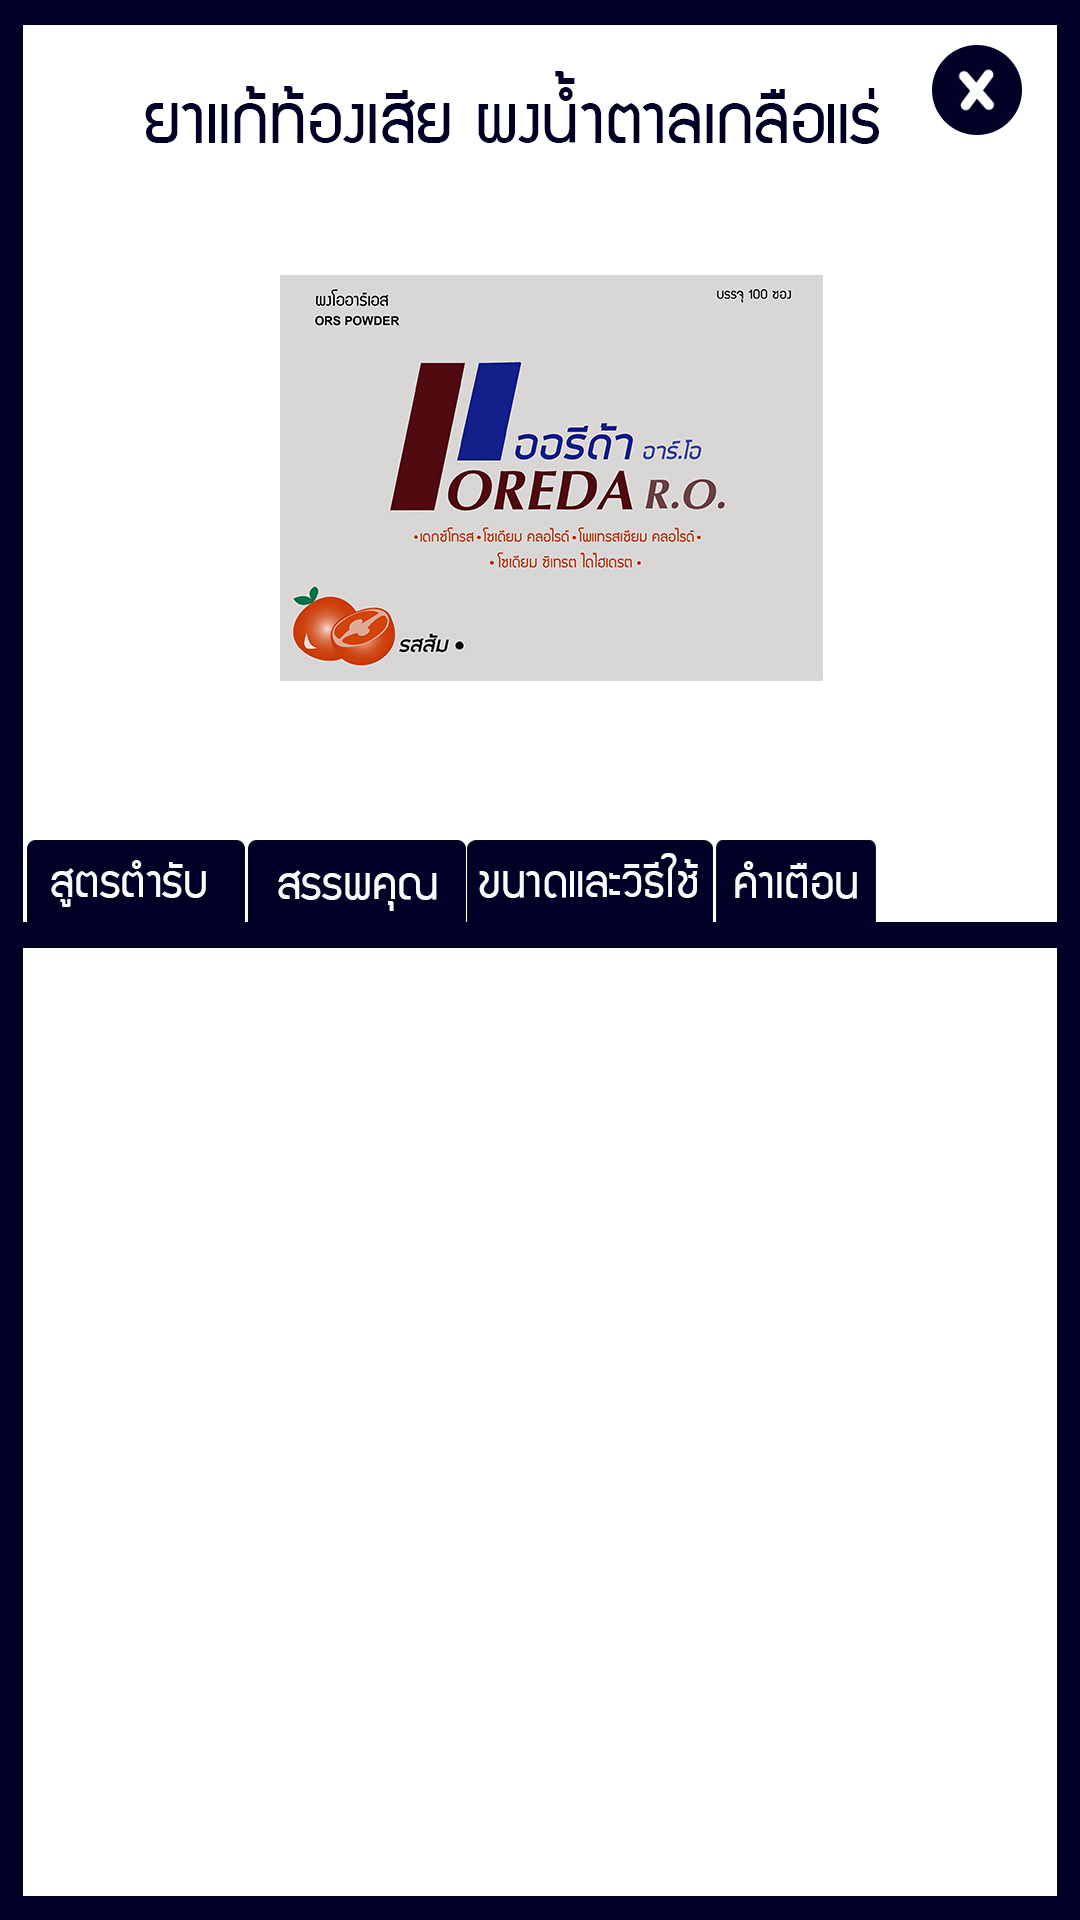 ยาแก้ท้องเสีย ผงน้ำตาลเกลือแร่
X
ผงโออาร์เอส
บรรจุ 100 ซอง
ORS POWDER
ออรีด้า อาร์.โอ
OREDA R.O.
•เดกซ์โทรส•โซเดียม คลอไรด์•โพแทรสเซียม คลอไรด์•
•โซเดียม ซิเทรต ไดไฮเดรต•
รสส้ม •
สูตรตำรับ
สรรพคุณ
ขนาดและวิธีใช้
คำเตือน